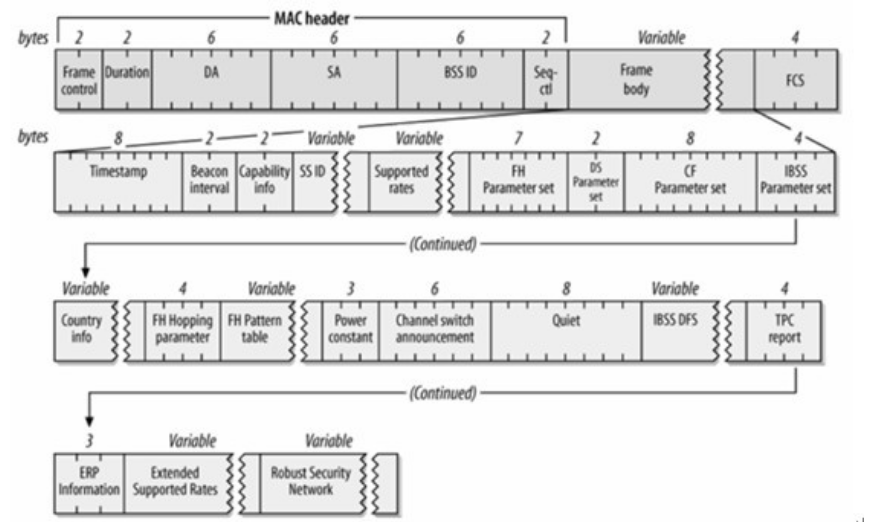 MAC header
bytes 2 2 6 6 6 2 Variable 4
Frame control Duration DA SA BSS ID Seq-ctl Frame body FCS
bytes 8 2 2 Variable Variable 7 2 8 4
Timestamp Beacon interval Capability info SS ID Supported rates FH Parameter set DS Parameter set CF Parameter set IBSS Parameter set
(Continued)
Variable 4 Variable 3 6 8 Variable 4
Country info FH Hopping parameter FH Pattern table Power constant Channel switch announcement Quiet IBSS DFS TPC report
(Continued)
3 Variable Variable
ERP Information Extended Supported Rates Robust Security Network